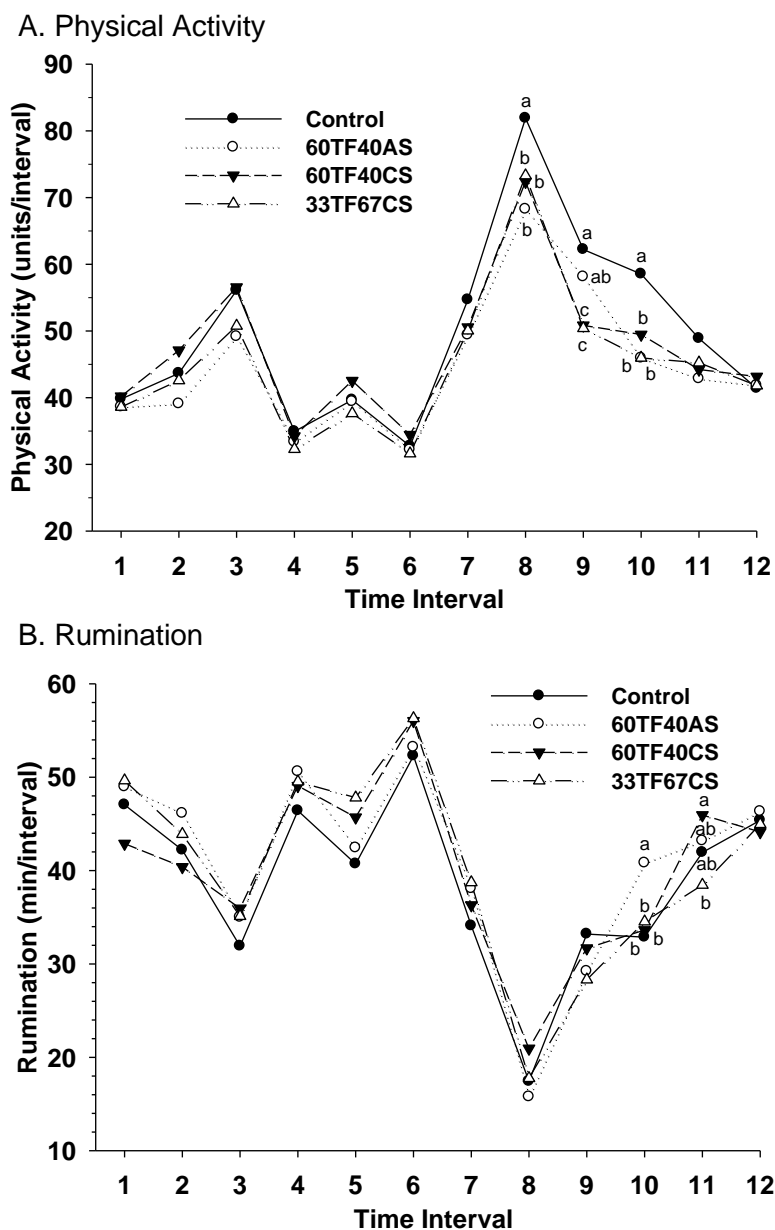 A. Physical Activity
90
80
70
60
50
40
30
20
Physical Activity (units/interval)
Control
60TF40AS
60TF40CS
33TF67CS
a
b
b
b
a
ab
c
c
a
b
b
b
1 2 3 4 5 6 7 8 9 10 11 12
Time Interval
B. Rumination
60
50
40
30
20
10
Rumination (min/interval)
Control
60TF40AS
60TF40CS
33TF67CS
a
b
b
b
a
ab
ab
b
1 2 3 4 5 6 7 8 9 10 11 12
Time Interval